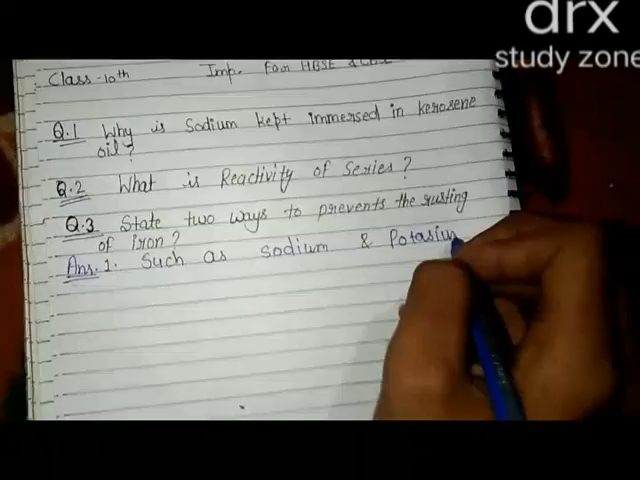 drx
study zone
Class-10th Imp. For HBSE &
Q.1 Why is Sodium kept immersed in kerosene
oil?
Q.2 What is Reactivity of Series?
Q.3 State two ways to prevents the rusting
of iron?
Ans.1. Such as sodium & Potasiun